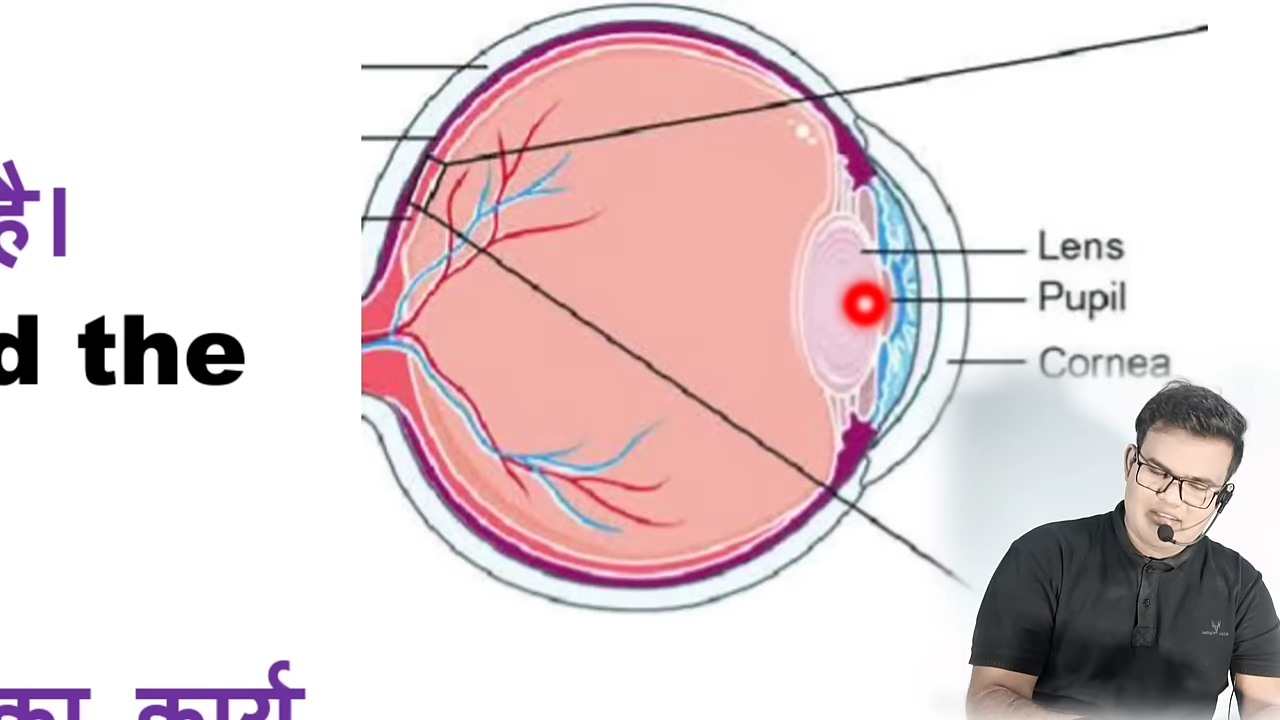 है।
d the
Lens
Pupil
Cornea
का कार्य